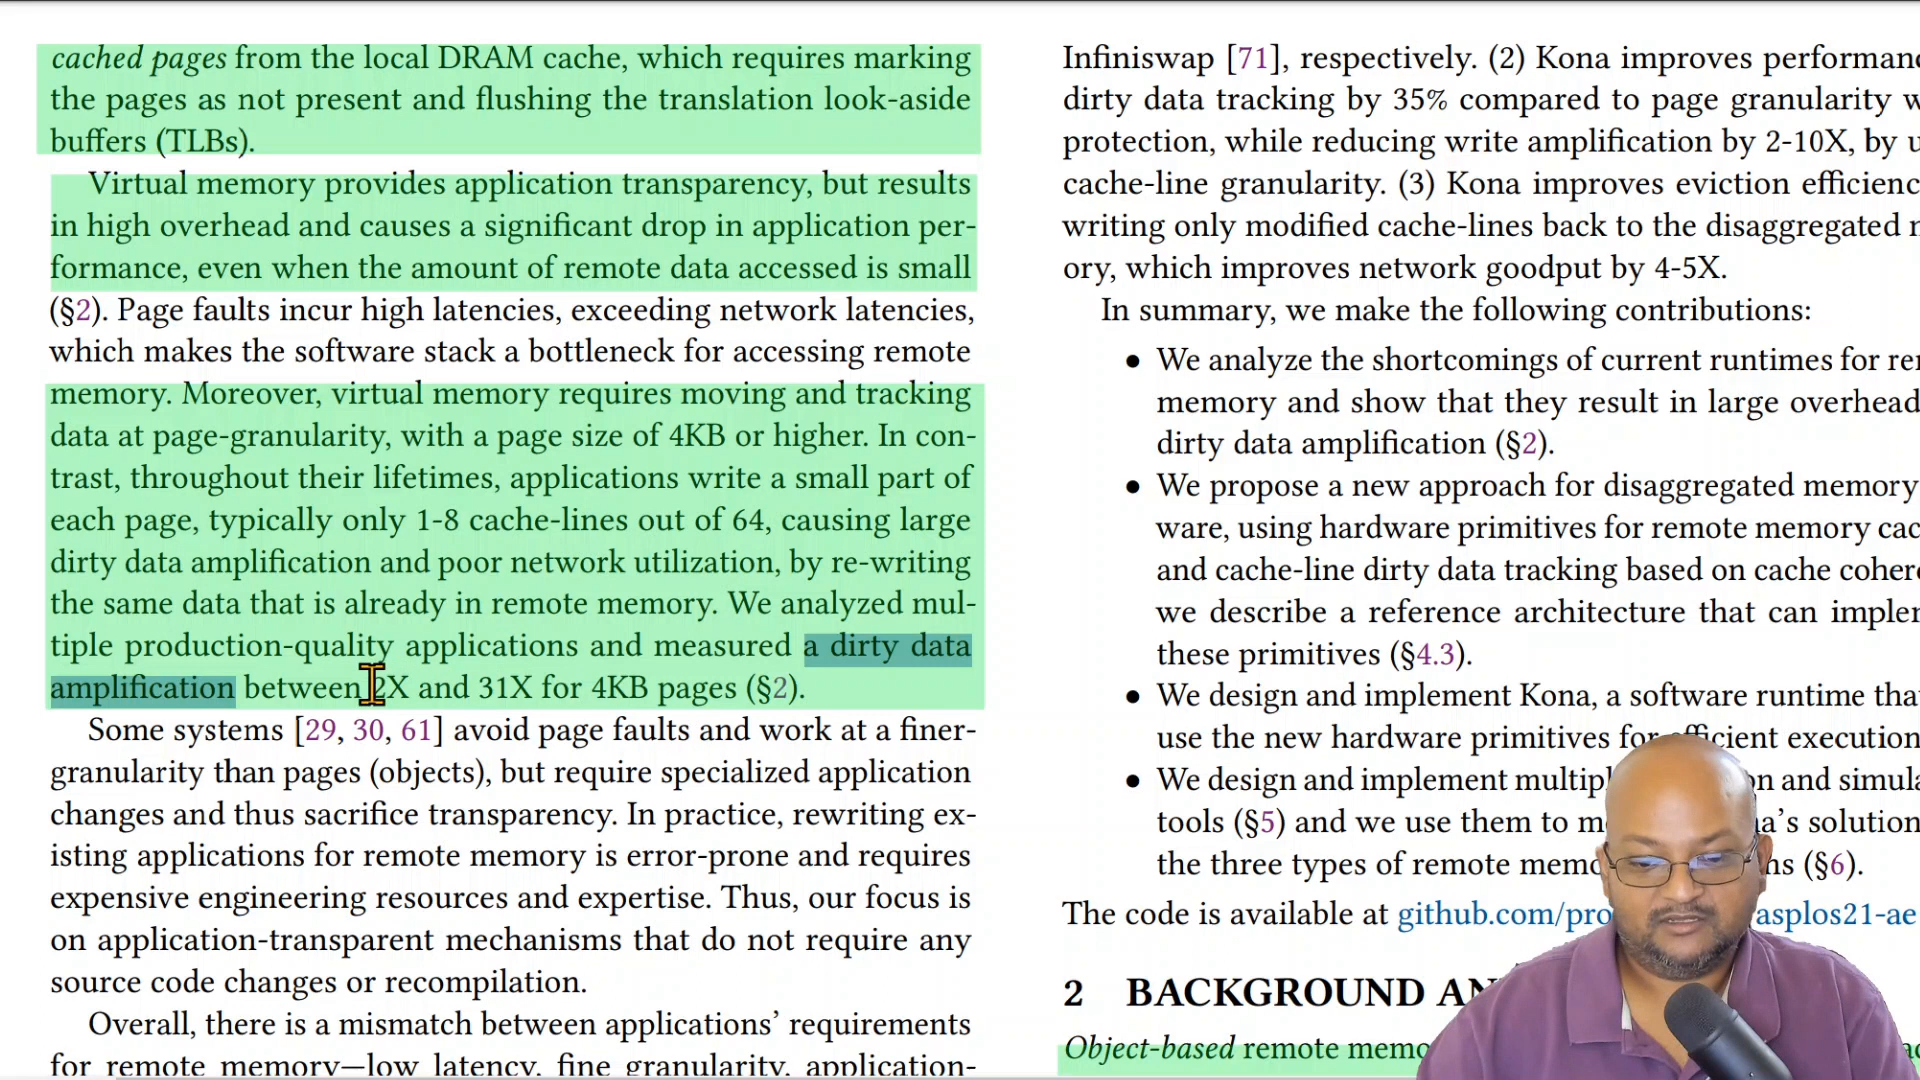 cached pages from the local DRAM cache, which requires marking
the pages as not present and flushing the translation look-aside
buffers (TLBs).
Virtual memory provides application transparency, but results
in high overhead and causes a significant drop in application per-
formance, even when the amount of remote data accessed is small
(§2). Page faults incur high latencies, exceeding network latencies,
which makes the software stack a bottleneck for accessing remote
memory. Moreover, virtual memory requires moving and tracking
data at page-granularity, with a page size of 4KB or higher. In con-
trast, throughout their lifetimes, applications write a small part of
each page, typically only 1-8 cache-lines out of 64, causing large
dirty data amplification and poor network utilization, by re-writing
the same data that is already in remote memory. We analyzed mul-
tiple production-quality applications and measured a dirty data
amplification between 2X and 31X for 4KB pages (§2).
Some systems [29, 30, 61] avoid page faults and work at a finer-
granularity than pages (objects), but require specialized application
changes and thus sacrifice transparency. In practice, rewriting ex-
isting applications for remote memory is error-prone and requires
expensive engineering resources and expertise. Thus, our focus is
on application-transparent mechanisms that do not require any
source code changes or recompilation.
Overall, there is a mismatch between applications' requirements
for remote memory—low latency, fine granularity, application-
Infiniswap [71], respectively. (2) Kona improves
dirty data tracking by 35% compared to page granularity
protection, while reducing write amplification by 2-10X, by
cache-line granularity. (3) Kona improves eviction
writing only modified cache-lines back to the disaggregated
ory, which improves network goodput by 4-5X.
In summary, we make the following contributions:
• We analyze the shortcomings of current runtimes for
memory and show that they result in large overhead
dirty data amplification (§2).
• We propose a new approach for disaggregated memory
ware, using hardware primitives for remote memory
and cache-line dirty data tracking based on cache
we describe a reference architecture that can
these primitives (§4.3).
• We design and implement Kona, a software runtime
use the new hardware primitives for efficient execution
• We design and implement and
tools (§5) and we use them to solution
the three types of remote (§6).
The code is available at github.com/pro asplos21-ae
2 BACKGROUND
Object-based remote